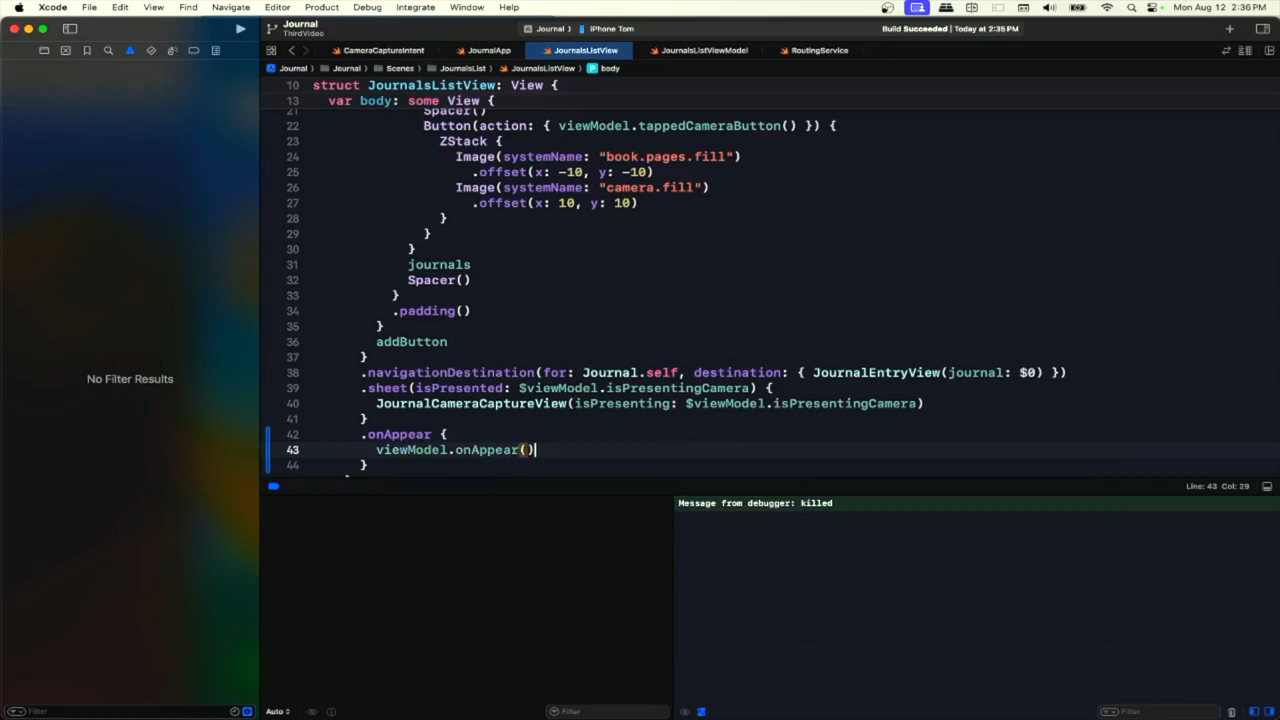 Xcode File Edit View Find Navigate Editor Product Debug Integrate Window Help Mon Aug 12 2:36 PM
Journal
ThirdVideo
Journal 〉 iPhone Tom
Build Succeeded | Today at 2:35 PM
CameraCaptureIntent JournalApp JournalsListView JournalsListViewModel RoutingService
Journal 〉 Journal 〉 Scenes 〉 JournalsList 〉 JournalsListView 〉 P body
10 struct JournalsListView: View {
13 var body: some View {
21 Spacer()
22 Button(action: { viewModel.tappedCameraButton() }) {
23 ZStack {
24 Image(systemName: "book.pages.fill")
25 .offset(x: -10, y: -10)
26 Image(systemName: "camera.fill")
27 .offset(x: 10, y: 10)
28 }
29 }
30 }
31 journals
32 Spacer()
33 }
34 .padding()
35 }
36 addButton
37 }
38 .navigationDestination(for: Journal.self, destination: { JournalEntryView(journal: $0) })
39 .sheet(isPresented: $viewModel.isPresentingCamera) {
40 JournalCameraCaptureView(isPresenting: $viewModel.isPresentingCamera)
41 }
42 .onAppear {
43 viewModel.onAppear()
44 }
No Filter Results
Line: 43 Col: 29
Message from debugger: killed
Filter
Auto
Filter
Filter